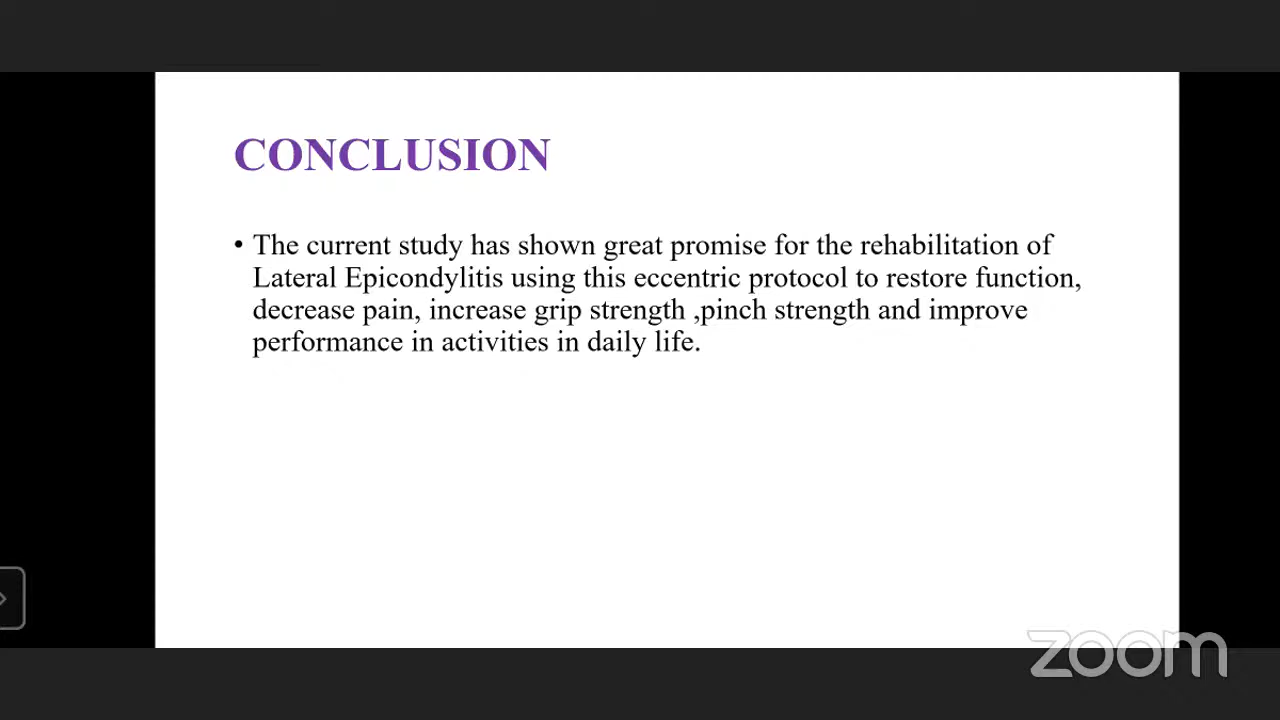 CONCLUSION
• The current study has shown great promise for the rehabilitation of
Lateral Epicondylitis using this eccentric protocol to restore function,
decrease pain, increase grip strength ,pinch strength and improve
performance in activities in daily life.
zoom